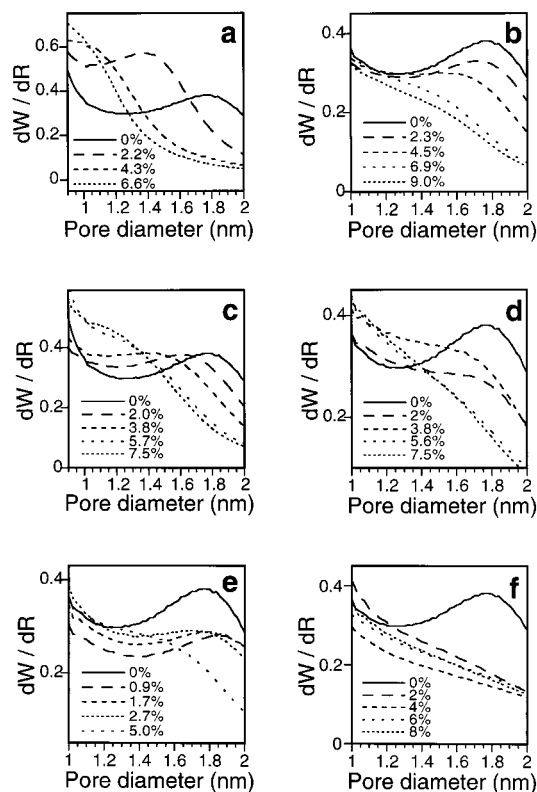 a
dW / dR
0.6
0.4
0.2
0
0%
2.2%
4.3%
6.6%
1 1.2 1.4 1.6 1.8 2
Pore diameter (nm)
b
dW / dR
0.4
0.2
0
0%
2.3%
4.5%
6.9%
9.0%
1 1.2 1.4 1.6 1.8 2
Pore diameter (nm)
c
dW / dR
0.4
0.2
0
0%
2.0%
3.8%
5.7%
7.5%
1 1.2 1.4 1.6 1.8 2
Pore diameter (nm)
d
dW / dR
0.4
0.2
0%
2%
3.8%
5.6%
7.5%
1 1.2 1.4 1.6 1.8 2
Pore diameter (nm)
e
dW / dR
0.4
0.2
0%
0.9%
1.7%
2.7%
5.0%
1 1.2 1.4 1.6 1.8 2
Pore diameter (nm)
f
dW / dR
0.4
0.2
0
0%
2%
4%
6%
8%
1 1.2 1.4 1.6 1.8 2
Pore diameter (nm)